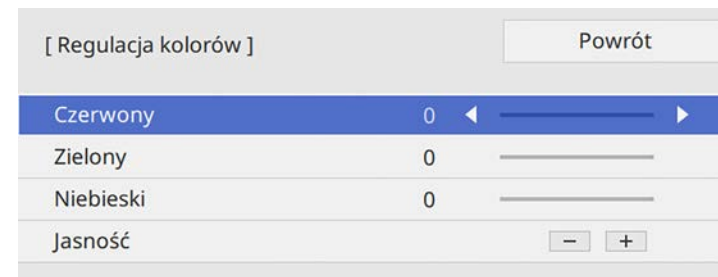 [ Regulacja kolorów ]
Powrót
Czerwony 0
Zielony 0
Niebieski 0
Jasność − +